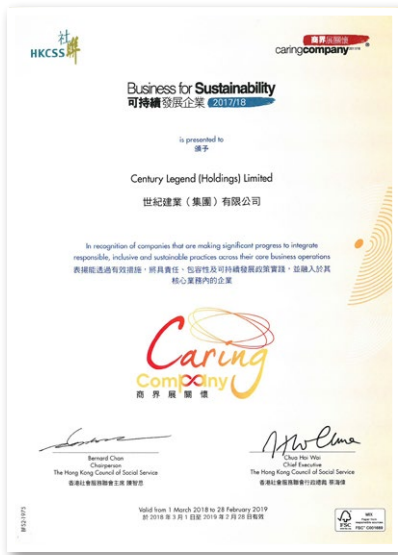 社
HKCSS 聯
商界展關懷
caringcompany
Business for Sustainability
可持續發展企業 2017/18
is presented to
頒予
Century Legend (Holdings) Limited
世紀建業（集團）有限公司
In recognition of companies that are making significant progress to integrate
responsible, inclusive and sustainable practices across their core business operations
表揚能透過有效措施，將具責任、包容性及可持續發展政策實踐，並融入於其
核心業務內的企業
Caring
Company
商界展關懷
Bernard Chan
Chairperson
The Hong Kong Council of Social Service
香港社會服務聯會主席 陳智思
Chua Hoi Wai
Chief Executive
The Hong Kong Council of Social Service
香港社會服務聯會行政總裁 蔡海偉
Valid from 1 March 2018 to 28 February 2019
於 2018 年 3 月 1 日至 2019 年 2 月 28 日有效
FSC
MIX